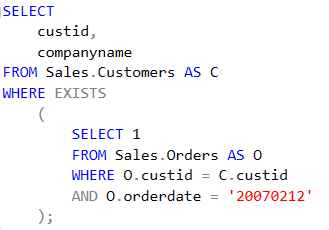 SELECT
custid,
companyname
FROM Sales.Customers AS C
WHERE EXISTS
(
SELECT 1
FROM Sales.Orders AS O
WHERE O.custid = C.custid
AND O.orderdate = '20070212'
);